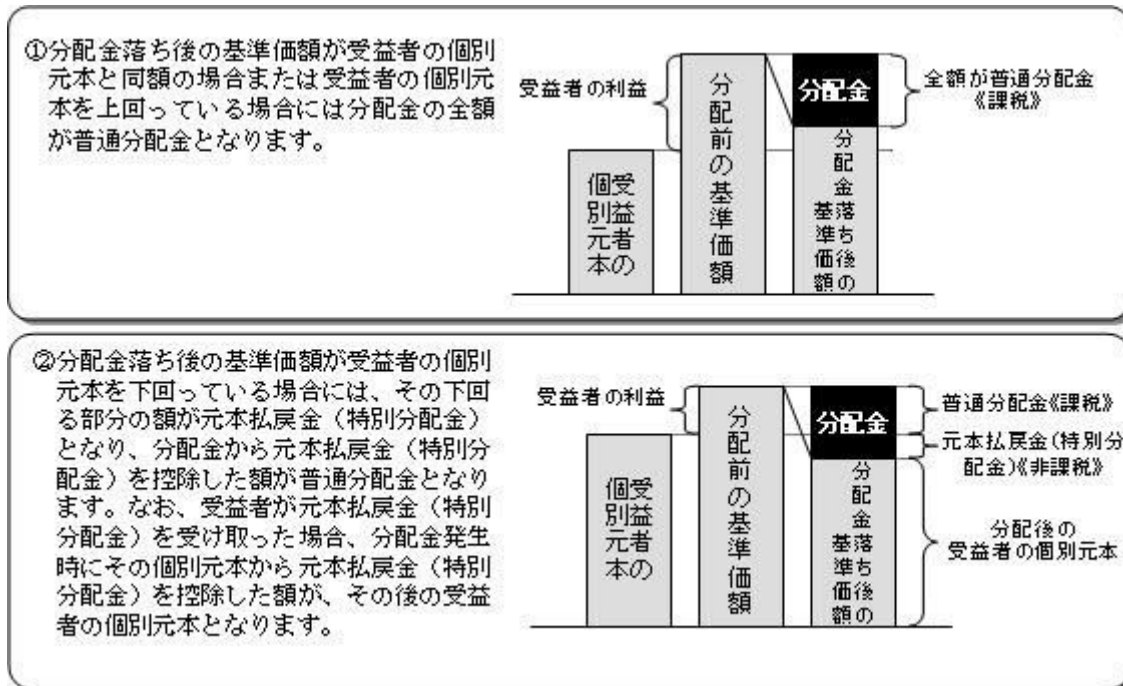 ①分配金落ち後の基準価額が受益者の個別
元本と同額の場合または受益者の個別元
本を上回っている場合には分配金の全額
が普通分配金となります。
受益者の利益
受益者の
個別元本
分配前の基準価額
分配金
分配金落ち後の
基準価額
全額が普通分配金
《課税》
②分配金落ち後の基準価額が受益者の個別
元本を下回っている場合には、その下回
る部分の額が元本払戻金（特別分配金）
となり、分配金から元本払戻金（特別分
配金）を控除した額が普通分配金となり
ます。なお、受益者が元本払戻金（特別
分配金）を受け取った場合、分配金発生
時にその個別元本から元本払戻金（特別
分配金）を控除した額が、その後の受益
者の個別元本となります。
受益者の利益
受益者の
個別元本
分配前の基準価額
分配金
分配金落ち後の
基準価額
普通分配金《課税》
元本払戻金(特別分
配金)《非課税》
分配後の
受益者の個別元本